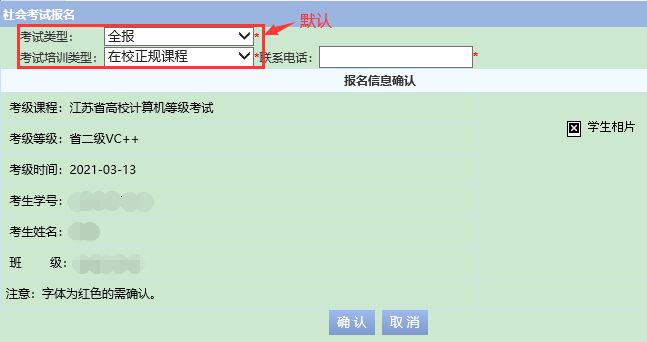 社会考试报名
默认
考试类型： 全报 *
考试培训类型： 在校正规课程 * 联系电话： *
报名信息确认
考级课程： 江苏省高校计算机等级考试
学生相片
考级等级： 省二级VC++
考级时间： 2021-03-13
考生学号：
考生姓名：
班 级：
注意：字体为红色的需确认。
确认 取消